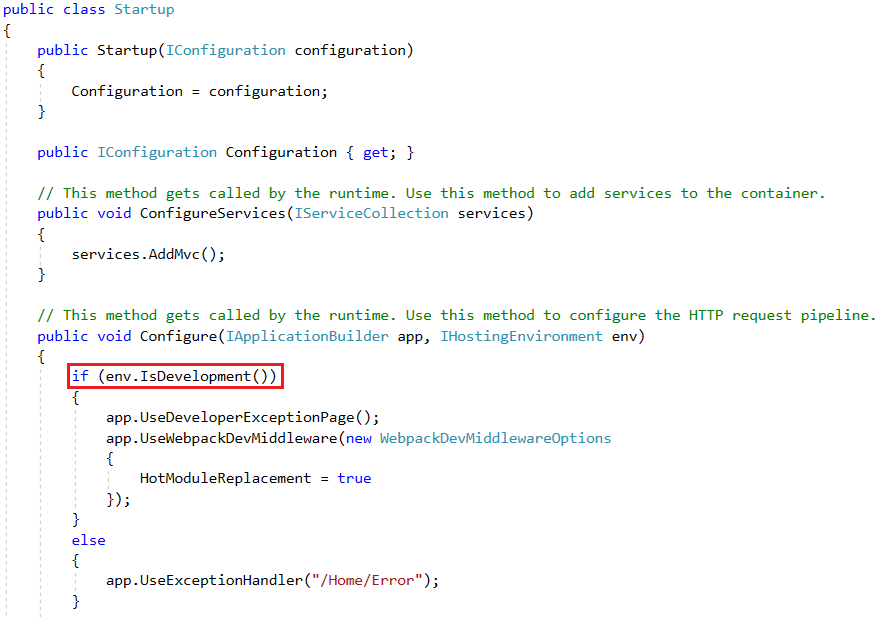 public class Startup
{
    public Startup(IConfiguration configuration)
    {
        Configuration = configuration;
    }

    public IConfiguration Configuration { get; }

    // This method gets called by the runtime. Use this method to add services to the container.
    public void ConfigureServices(IServiceCollection services)
    {
        services.AddMvc();
    }

    // This method gets called by the runtime. Use this method to configure the HTTP request pipeline.
    public void Configure(IApplicationBuilder app, IHostingEnvironment env)
    {
        if (env.IsDevelopment())
        {
            app.UseDeveloperExceptionPage();
            app.UseWebpackDevMiddleware(new WebpackDevMiddlewareOptions
            {
                HotModuleReplacement = true
            });
        }
        else
        {
            app.UseExceptionHandler("/Home/Error");
        }